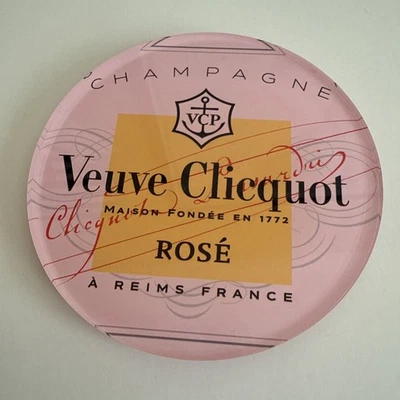 CHAMPAGNE
VCP
Veuve Clicquot
MAISON FONDÉE EN 1772
ROSÉ
À REIMS FRANCE